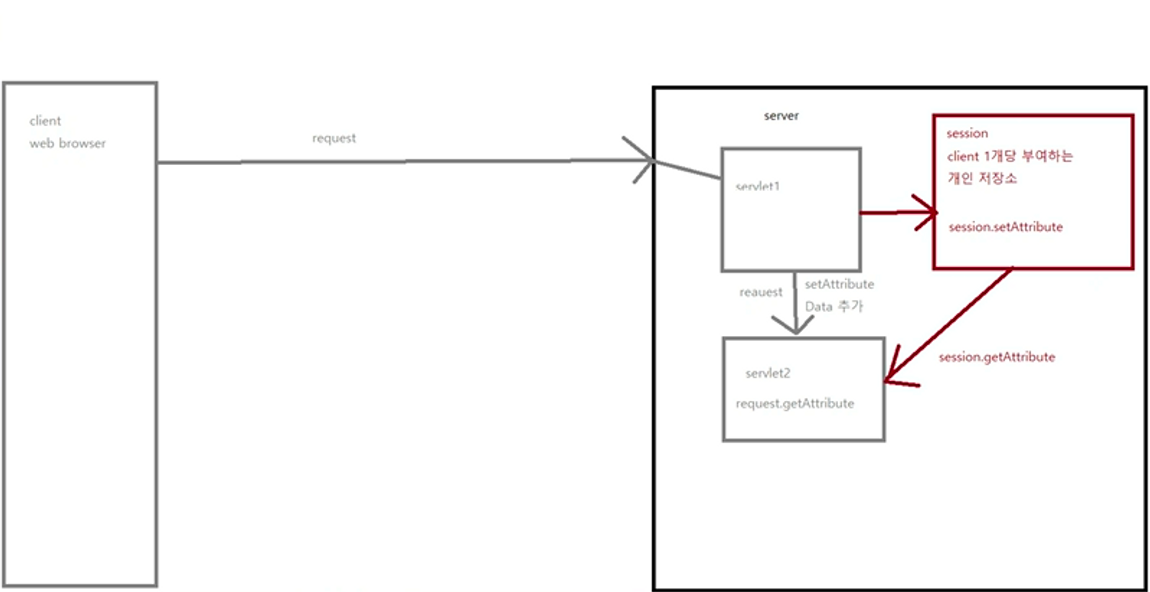 client
web browser
request
server
servlet1
session
client 1개당 부여하는
개인 저장소
session.setAttribute
reauest
setAttribute
Data 추가
servlet2
request.getAttribute
session.getAttribute